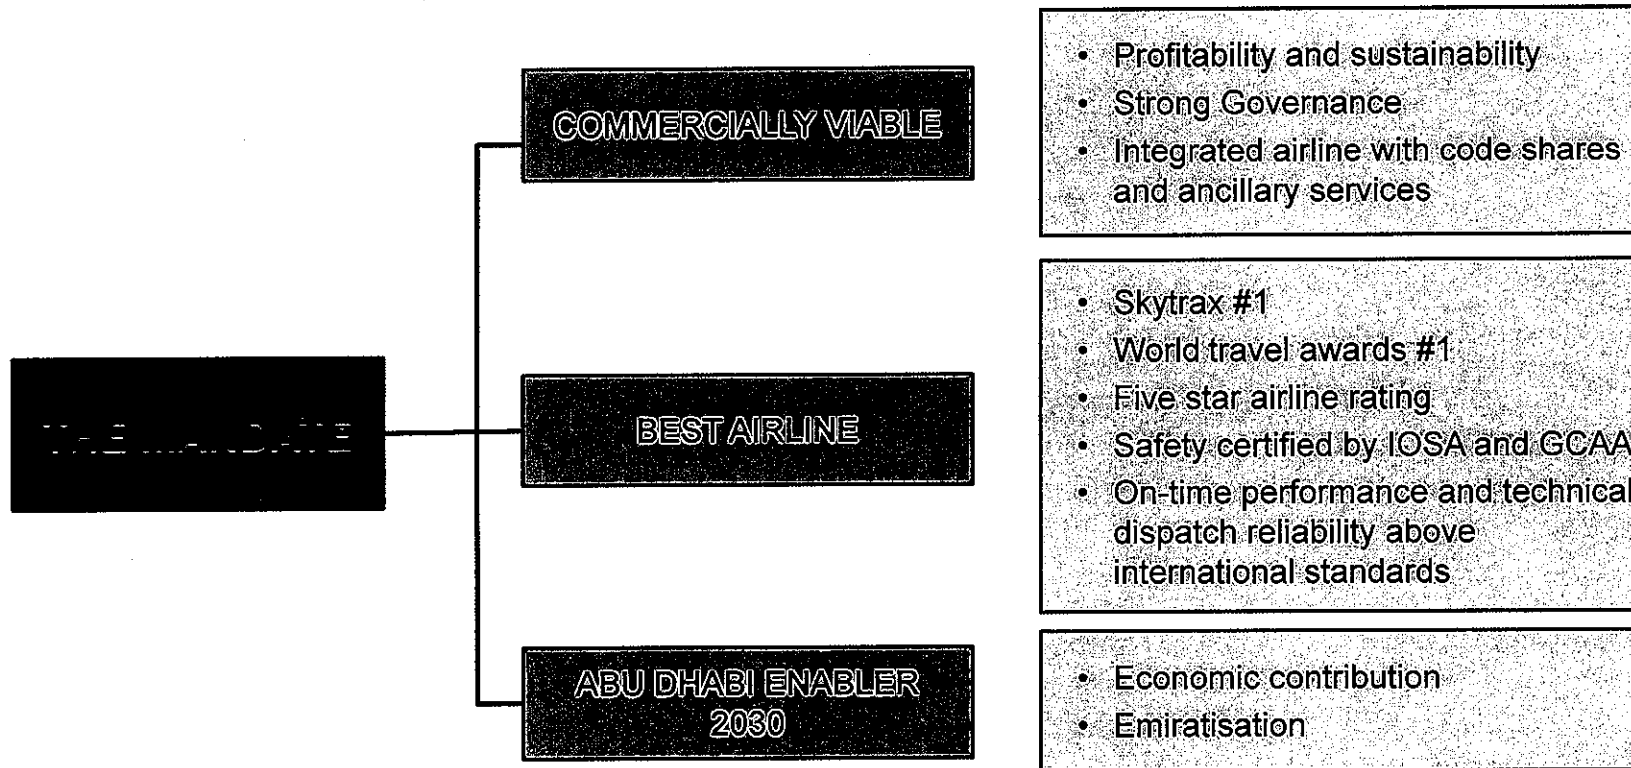 THE MANDATE
COMMERCIALLY VIABLE
• Profitability and sustainability
• Strong Governance
• Integrated airline with code shares
and ancillary services
BEST AIRLINE
• Skytrax #1
• World travel awards #1
• Five star airline rating
• Safety certified by IOSA and GCAA
• On-time performance and technical
dispatch reliability above
international standards
ABU DHABI ENABLER
2030
• Economic contribution
• Emiratisation